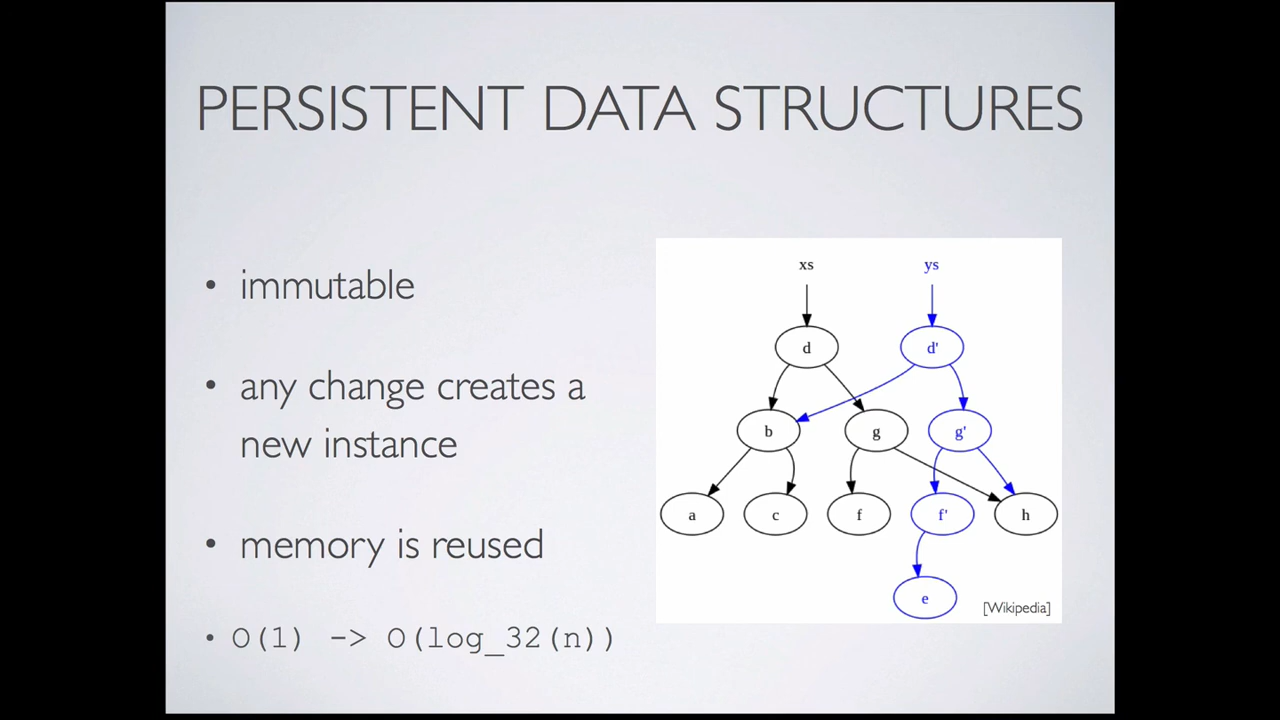 PERSISTENT DATA STRUCTURES
• immutable
• any change creates a
new instance
• memory is reused
• O(1) -> O(log_32(n))
xs ys
d d'
b g g'
a c f f' h
e
[Wikipedia]